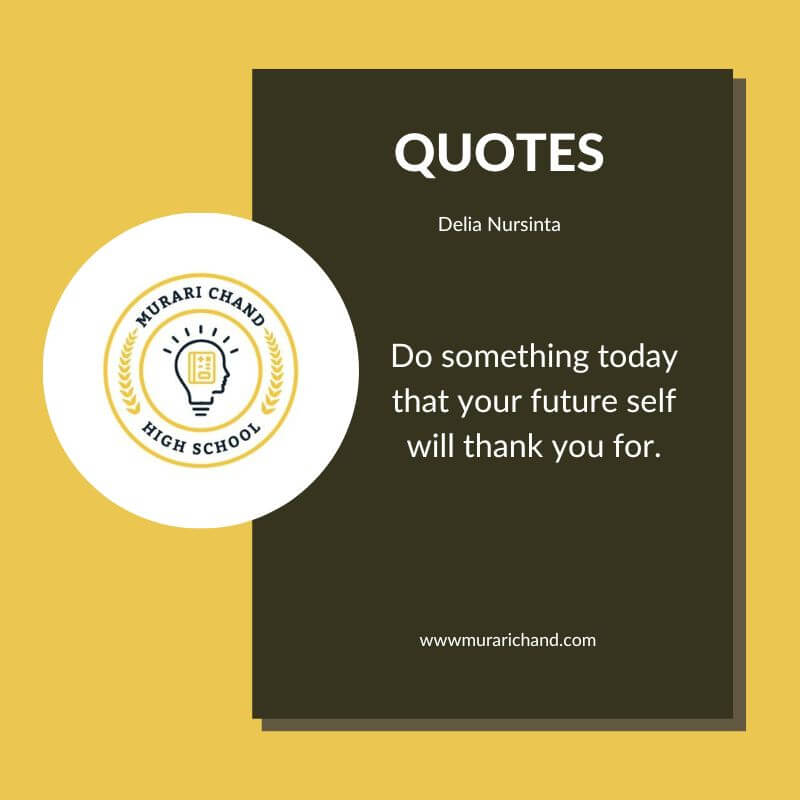 QUOTES
Delia Nursinta
MURARI CHAND
HIGH SCHOOL
Do something today
that your future self
will thank you for.
wwwmurarichand.com